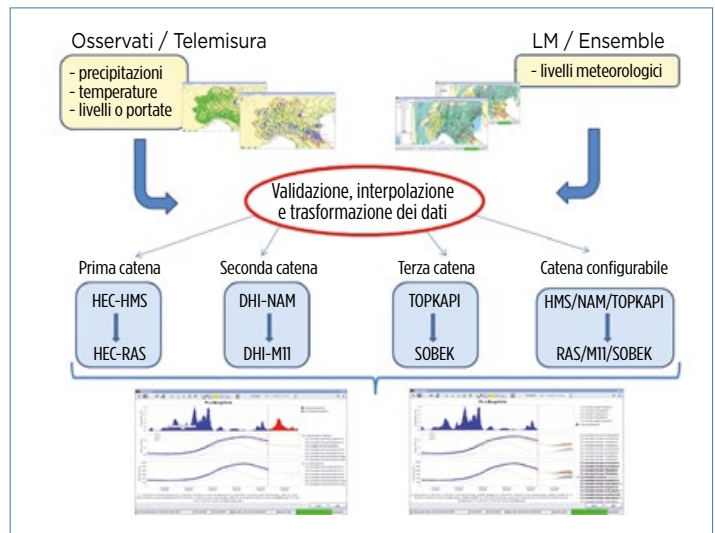 Osservati / Telemisura
- precipitazioni
- temperature
- livelli o portate
LM / Ensemble
- livelli meteorologici
Validazione, interpolazione
e trasformazione dei dati
Prima catena
HEC-HMS
HEC-RAS
Seconda catena
DHI-NAM
DHI-M11
Terza catena
TOPKAPI
SOBEK
Catena configurabile
HMS/NAM/TOPKAPI
RAS/M11/SOBEK